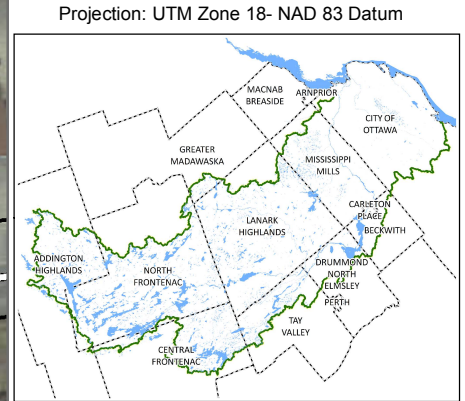 Projection: UTM Zone 18- NAD 83 Datum
MACNAB
BREASIDE
ARNPRIOR
CITY OF
OTTAWA
GREATER
MADAWASKA
MISSISSIPPI
MILLS
LANARK
HIGHLANDS
CARLETON
PLACE
BECKWITH
ADDINGTON
HIGHLANDS
NORTH
FRONTENAC
DRUMMOND
NORTH
ELMSLEY
PERTH
TAY
VALLEY
CENTRAL
FRONTENAC